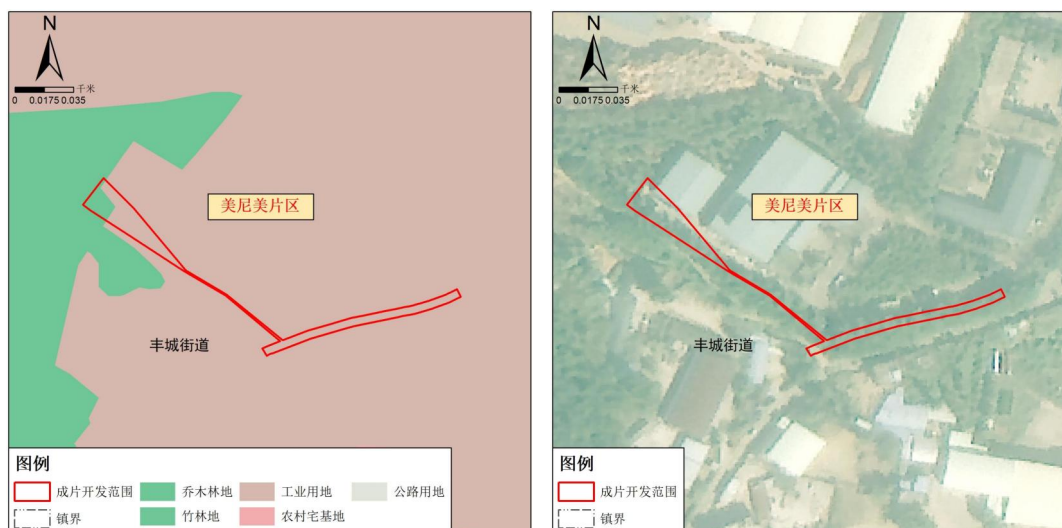 N
千米
0 0.0175 0.035
美尼美片区
丰城街道
图例
成片开发范围
乔木林地
工业用地
公路用地
镇界
竹林地
农村宅基地
N
千米
0 0.0175 0.035
美尼美片区
丰城街道
图例
成片开发范围
镇界